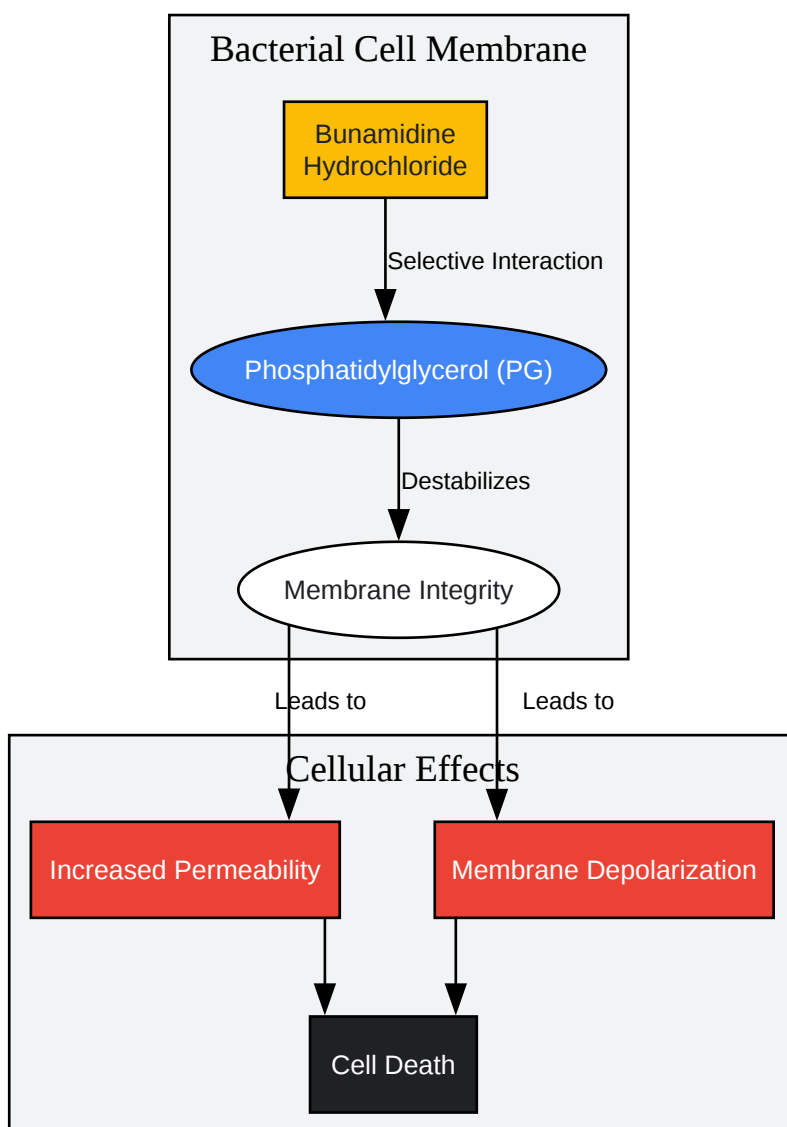 Bacterial Cell Membrane
Bunamidine
Hydrochloride
Selective Interaction
Phosphatidylglycerol (PG)
Destabilizes
Membrane Integrity
Leads to
Leads to
Cellular Effects
Increased Permeability
Membrane Depolarization
Cell Death